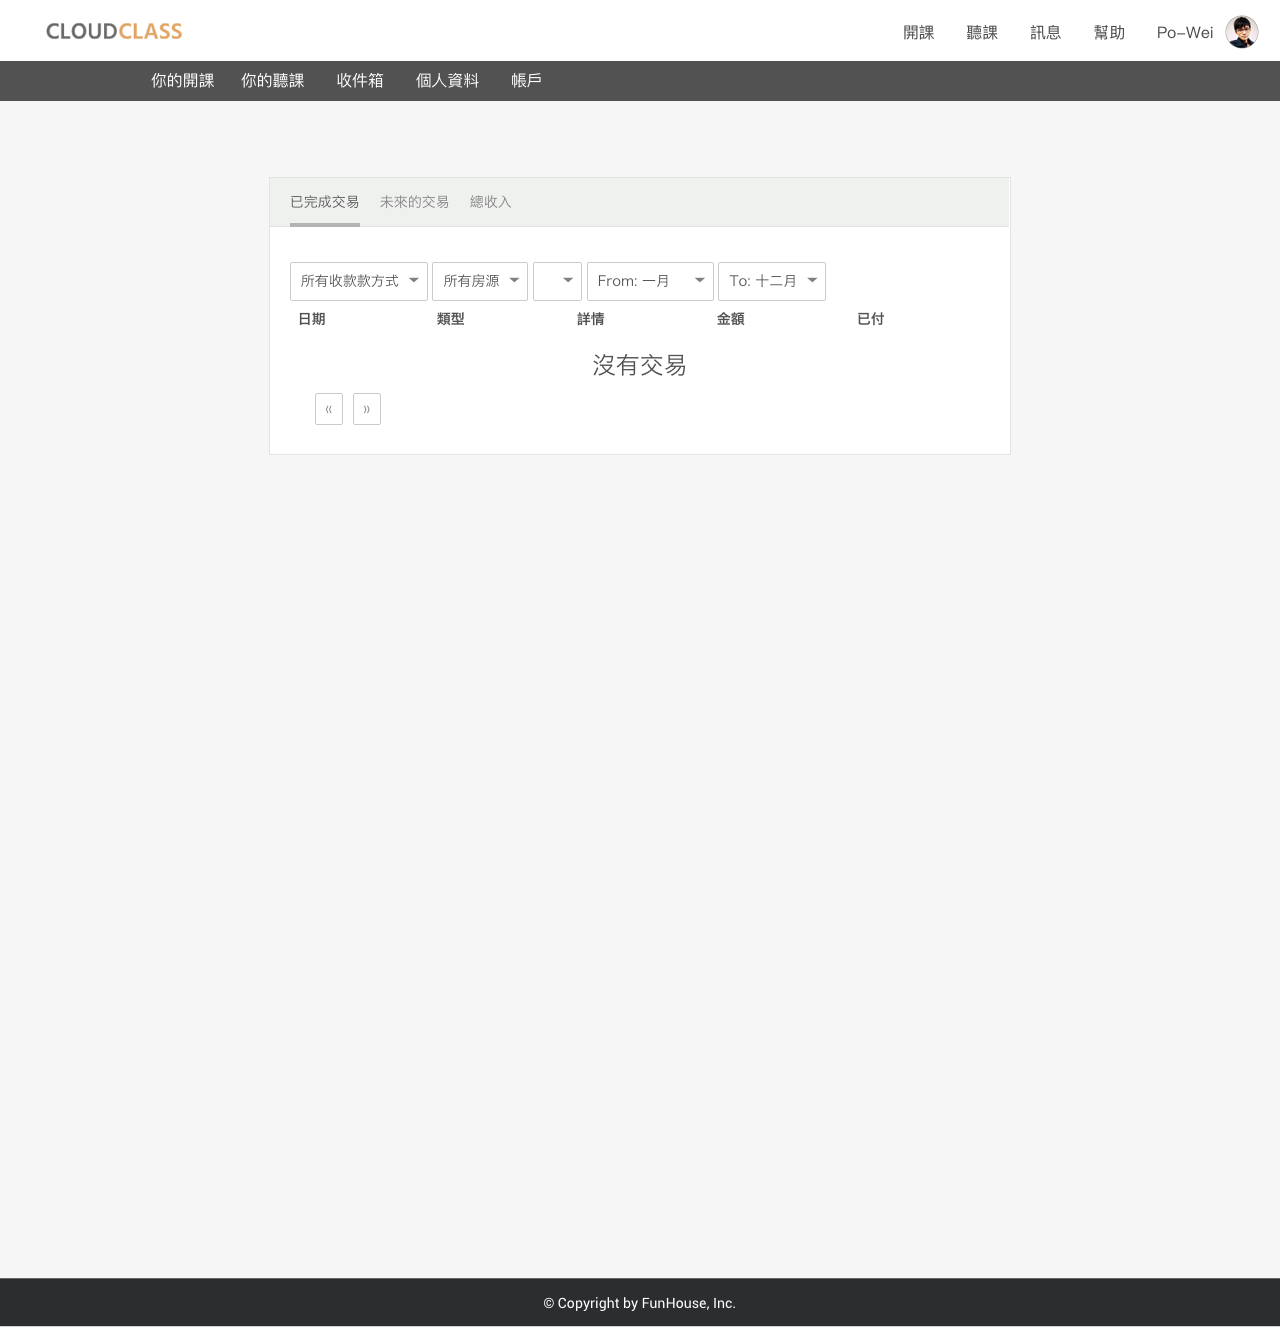 CLOUDCLASS 開課 聽課 訊息 幫助 Po-Wei
你的開課 你的聽課 收件箱 個人資料 帳戶
已完成交易 未來的交易 總收入
所有收款款方式 所有房源 From: 一月 To: 十二月
日期 類型 詳情 金額 已付
沒有交易
« »
© Copyright by FunHouse, Inc.